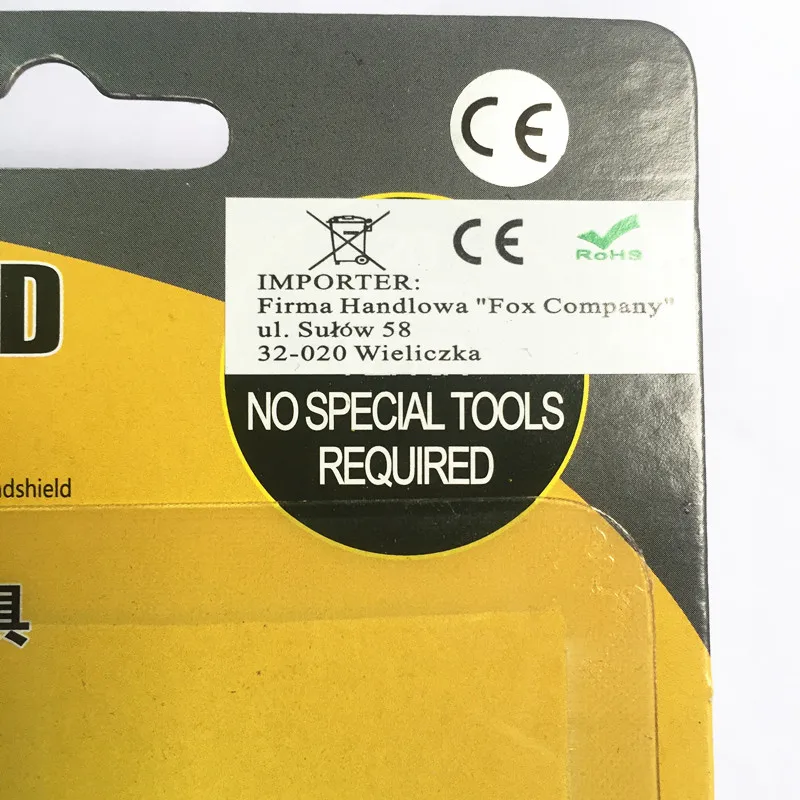 CE
CE
RoHS
IMPORTER:
Firma Handlowa "Fox Company"
ul. Sułów 58
32-020 Wieliczka
D
NO SPECIAL TOOLS
REQUIRED
dshield
具